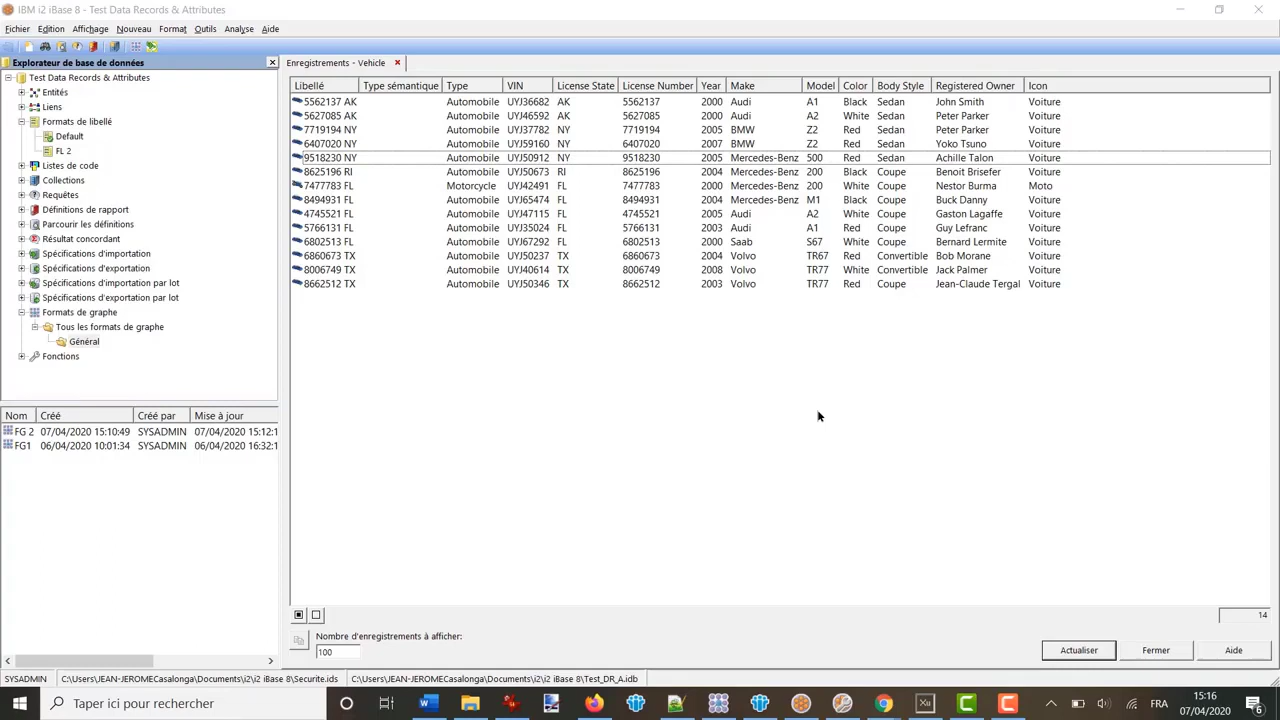 IBM i2 iBase 8 - Test Data Records & Attributes
Fichier Edition Affichage Nouveau Format Outils Analyse Aide
Explorateur de base de données
Test Data Records & Attributes
Entités
Liens
Formats de libellé
Default
FL 2
Listes de code
Collections
Requêtes
Définitions de rapport
Parcourir les définitions
Résultat concordant
Spécifications d'importation
Spécifications d'exportation
Spécifications d'importation par lot
Spécifications d'exportation par lot
Formats de graphe
Tous les formats de graphe
Général
Fonctions
Nom Créé Créé par Mise à jour
FG 2 07/04/2020 15:10:49 SYSADMIN 07/04/2020 15:12:1
FG1 06/04/2020 10:01:34 SYSADMIN 06/04/2020 16:32:1
Enregistrements - Vehicle
Libellé Type sémantique Type VIN License State License Number Year Make Model Color Body Style Registered Owner Icon
5562137 AK Automobile UYJ36682 AK 5562137 2000 Audi A1 Black Sedan John Smith Voiture
5627085 AK Automobile UYJ46592 AK 5627085 2000 Audi A2 White Sedan Peter Parker Voiture
7719194 NY Automobile UYJ37782 NY 7719194 2005 BMW Z2 Red Sedan Peter Parker Voiture
6407020 NY Automobile UYJ59160 NY 6407020 2007 BMW Z2 Red Sedan Yoko Tsuno Voiture
9518230 NY Automobile UYJ50912 NY 9518230 2005 Mercedes-Benz 500 Red Sedan Achille Talon Voiture
8625196 RI Automobile UYJ50673 RI 8625196 2004 Mercedes-Benz 200 Black Coupe Benoit Brisefer Voiture
7477783 FL Motorcycle UYJ42491 FL 7477783 2000 Mercedes-Benz 200 White Coupe Nestor Burma Moto
8494931 FL Automobile UYJ65474 FL 8494931 2004 Mercedes-Benz M1 Black Coupe Buck Danny Voiture
4745521 FL Automobile UYJ47115 FL 4745521 2005 Audi A2 White Coupe Gaston Lagaffe Voiture
5766131 FL Automobile UYJ35024 FL 5766131 2003 Audi A1 Red Coupe Guy Lefranc Voiture
6802513 FL Automobile UYJ67292 FL 6802513 2000 Saab S67 White Coupe Bernard Lermite Voiture
6860673 TX Automobile UYJ50237 TX 6860673 2004 Volvo TR67 Red Convertible Bob Morane Voiture
8006749 TX Automobile UYJ40614 TX 8006749 2008 Volvo TR77 White Convertible Jack Palmer Voiture
8662512 TX Automobile UYJ50346 TX 8662512 2003 Volvo TR77 Red Coupe Jean-Claude Tergal Voiture
14
Nombre d'enregistrements à afficher:
100
Actualiser Fermer Aide
SYSADMIN C:\Users\JEAN-JEROMECasalonga\Documents\i2\i2 iBase 8\Securite.ids C:\Users\JEAN-JEROMECasalonga\Documents\i2\i2 iBase 8\Test_DR_A.idb
Taper ici pour rechercher
W Xu C C FRA 15:16
07/04/2020 6